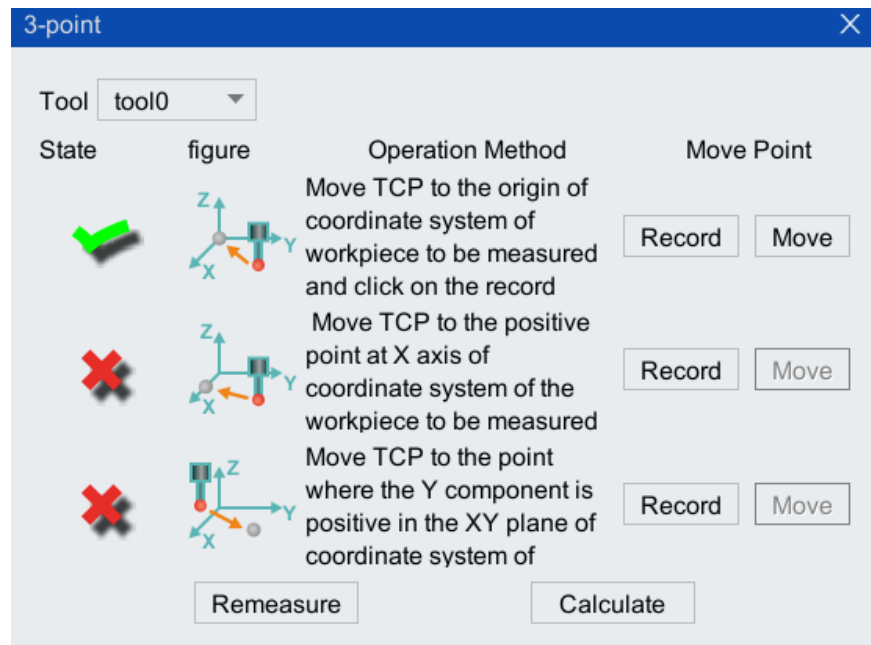 3-point
Tool tool0
State figure Operation Method Move Point
Move TCP to the origin of
coordinate system of
workpiece to be measured
and click on the record
Z
Y
X
Record Move
Move TCP to the positive
point at X axis of
coordinate system of the
workpiece to be measured
Z
Y
X
Record Move
Move TCP to the point
where the Y component is
positive in the XY plane of
coordinate system of
Z
Y
X
Record Move
Remeasure Calculate